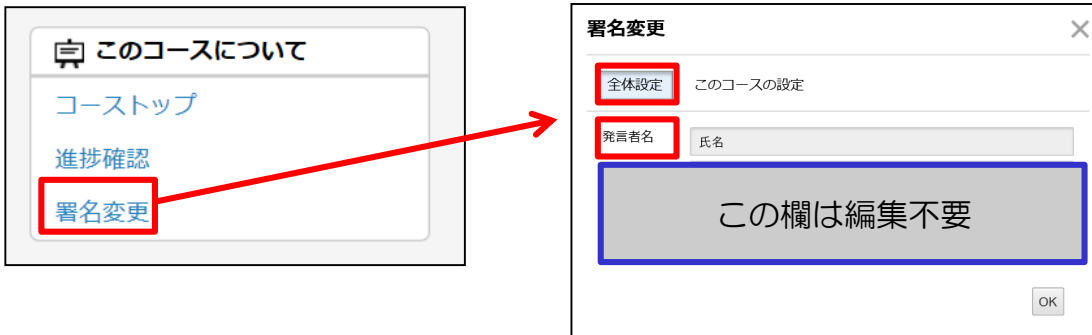 このコースについて
コーストップ
進捗確認
署名変更
署名変更
全体設定 このコースの設定
発言者名 氏名
この欄は編集不要
OK